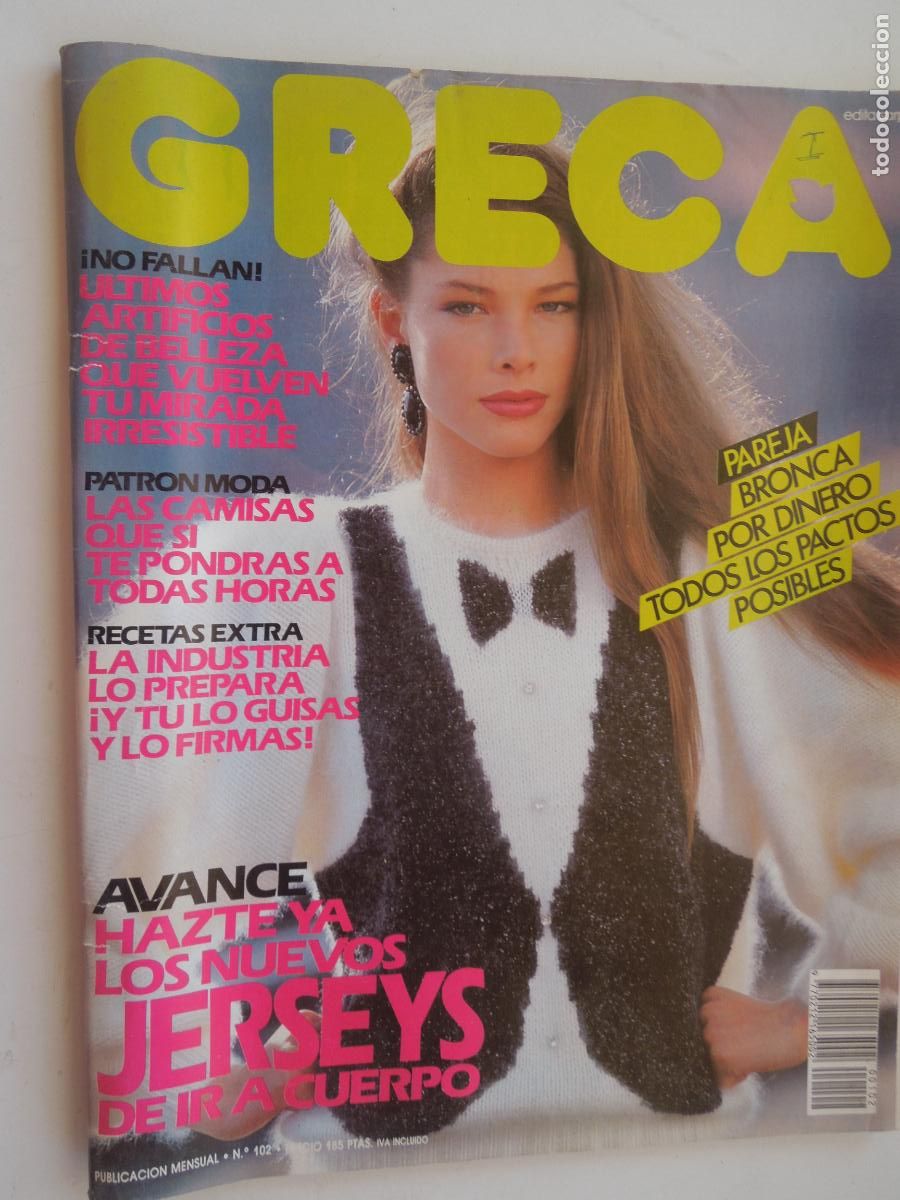 GRECA
I
todocoleccion
¡NO FALLAN!
ULTIMOS
ARTIFICIOS
DE BELLEZA
QUE VUELVEN
TU MIRADA
IRRESISTIBLE
PATRON MODA
LAS CAMISAS
QUE SI
TE PONDRAS A
TODAS HORAS
RECETAS EXTRA
LA INDUSTRIA
LO PREPARA
¡Y TU LO GUISAS
Y LO FIRMAS!
PAREJA
BRONCA
POR DINERO
TODOS LOS PACTOS
POSIBLES
AVANCE
HAZTE YA
LOS NUEVOS
JERSEYS
DE IR A CUERPO
00102
PUBLICACION MENSUAL • N.º 102 • PRECIO 185 PTAS. IVA INCLUIDO